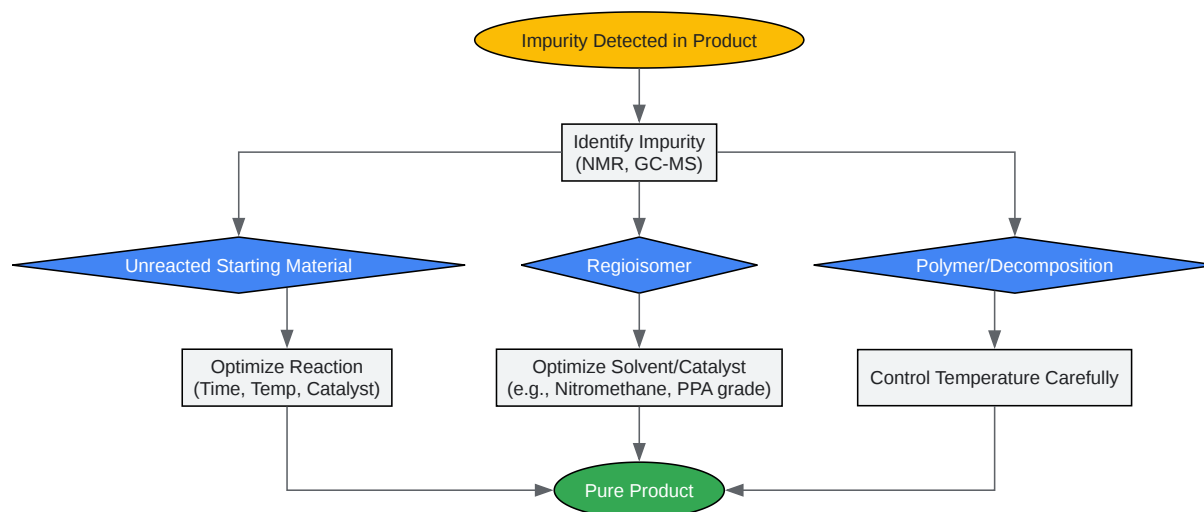 Impurity Detected in Product
Identify Impurity
(NMR, GC-MS)
Unreacted Starting Material
Regioisomer
Polymer/Decomposition
Optimize Reaction
(Time, Temp, Catalyst)
Optimize Solvent/Catalyst
(e.g., Nitromethane, PPA grade)
Control Temperature Carefully
Pure Product